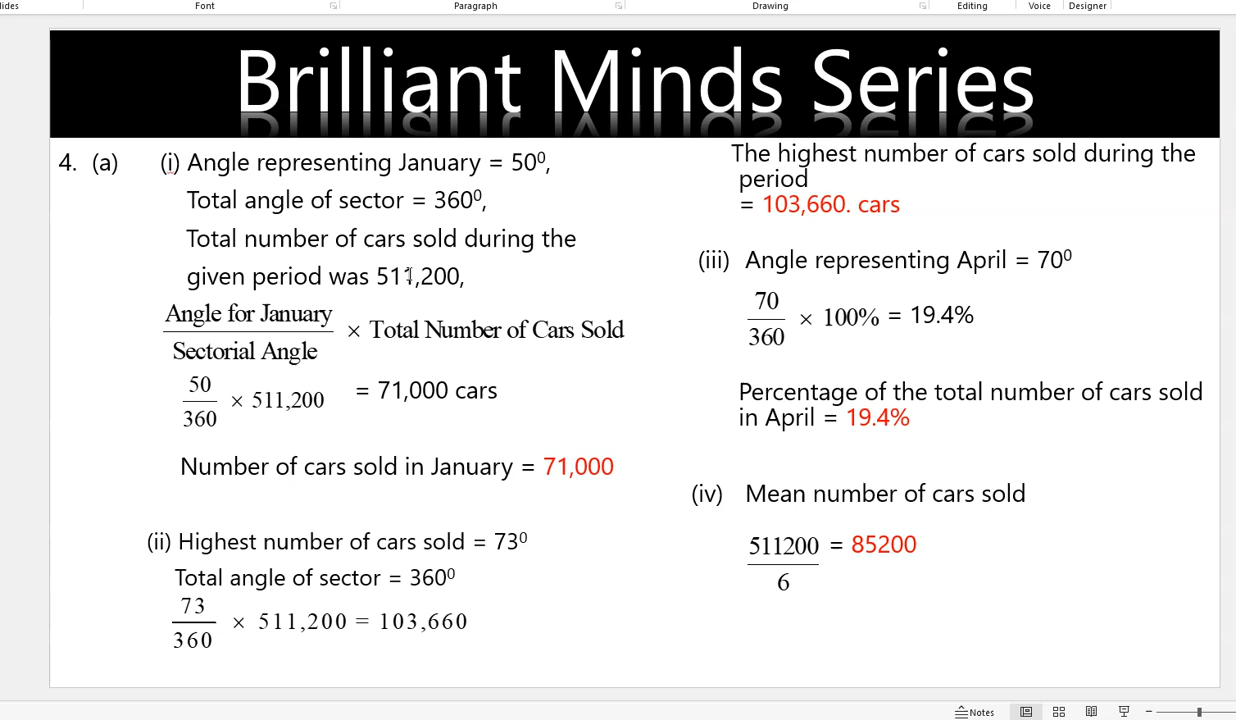 lides Font Paragraph Drawing Editing Voice Designer
Brilliant Minds Series
4. (a) (i) Angle representing January = 50⁰,
Total angle of sector = 360⁰,
Total number of cars sold during the
given period was 511,200,
Angle for January
Sectorial Angle
× Total Number of Cars Sold
50
360
× 511,200 = 71,000 cars
Number of cars sold in January = 71,000
(ii) Highest number of cars sold = 73⁰
Total angle of sector = 360⁰
73
360
× 511,200 = 103,660
The highest number of cars sold during the
period
= 103,660. cars
(iii) Angle representing April = 70⁰
70
360
× 100% = 19.4%
Percentage of the total number of cars sold
in April = 19.4%
(iv) Mean number of cars sold
511200
6
= 85200
Notes